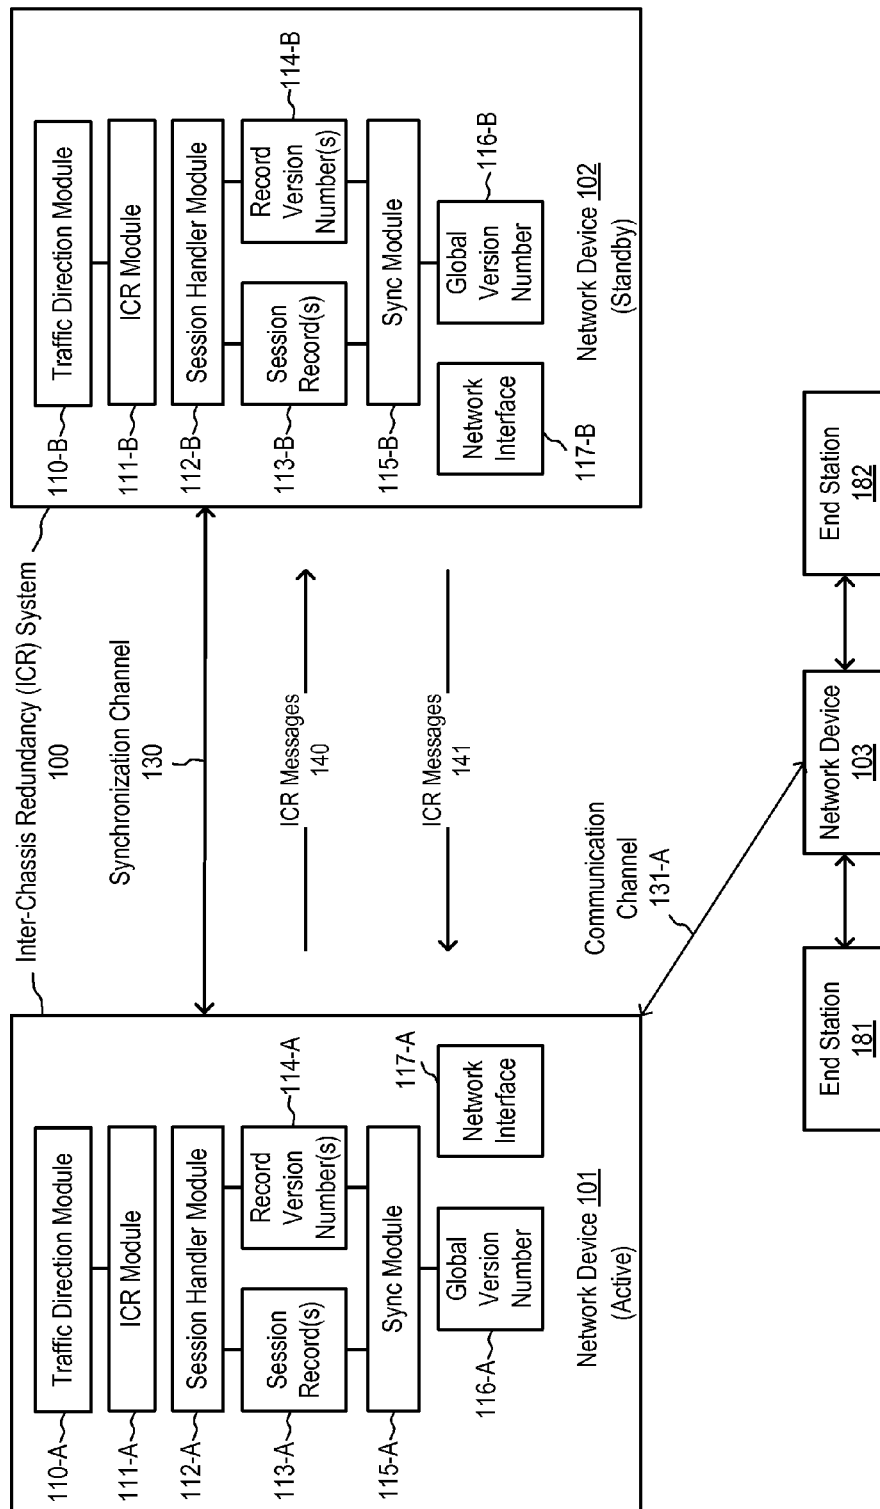 Inter-Chassis Redundancy (ICR) System
100
110-A
Traffic Direction Module
111-A
ICR Module
112-A
Session Handler Module
113-A
Session
Record(s)
Record
Version
Number(s)
114-A
115-A
Sync Module
116-A
Global
Version
Number
Network
Interface
117-A
Network Device 101
(Active)
Synchronization Channel
130
ICR Messages
140
ICR Messages
141
Communication
Channel
131-A
110-B
Traffic Direction Module
111-B
ICR Module
112-B
Session Handler Module
113-B
Session
Record(s)
Record
Version
Number(s)
114-B
115-B
Sync Module
Network
Interface
117-B
Global
Version
Number
116-B
Network Device 102
(Standby)
End Station
181
Network Device
103
End Station
182